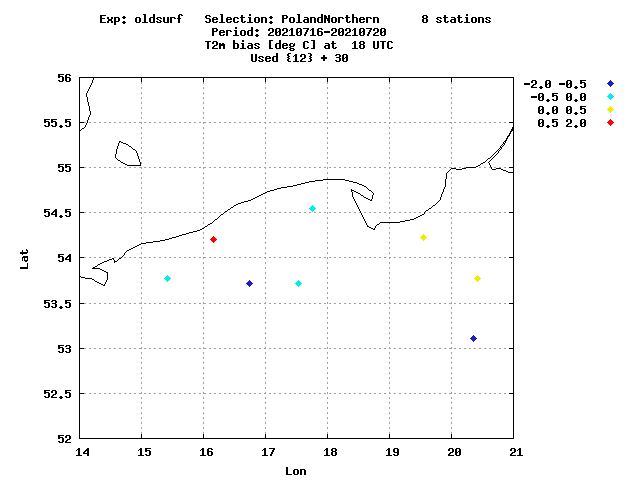 Exp: oldsurf   Selection: PolandNorthern      8 stations
Period: 20210716-20210720
T2m bias [deg C] at  18 UTC
Used {12} + 30
-2.0 -0.5
-0.5 0.0
0.0 0.5
0.5 2.0
56
55.5
55
54.5
54
53.5
53
52.5
52
Lat
14 15 16 17 18 19 20 21
Lon